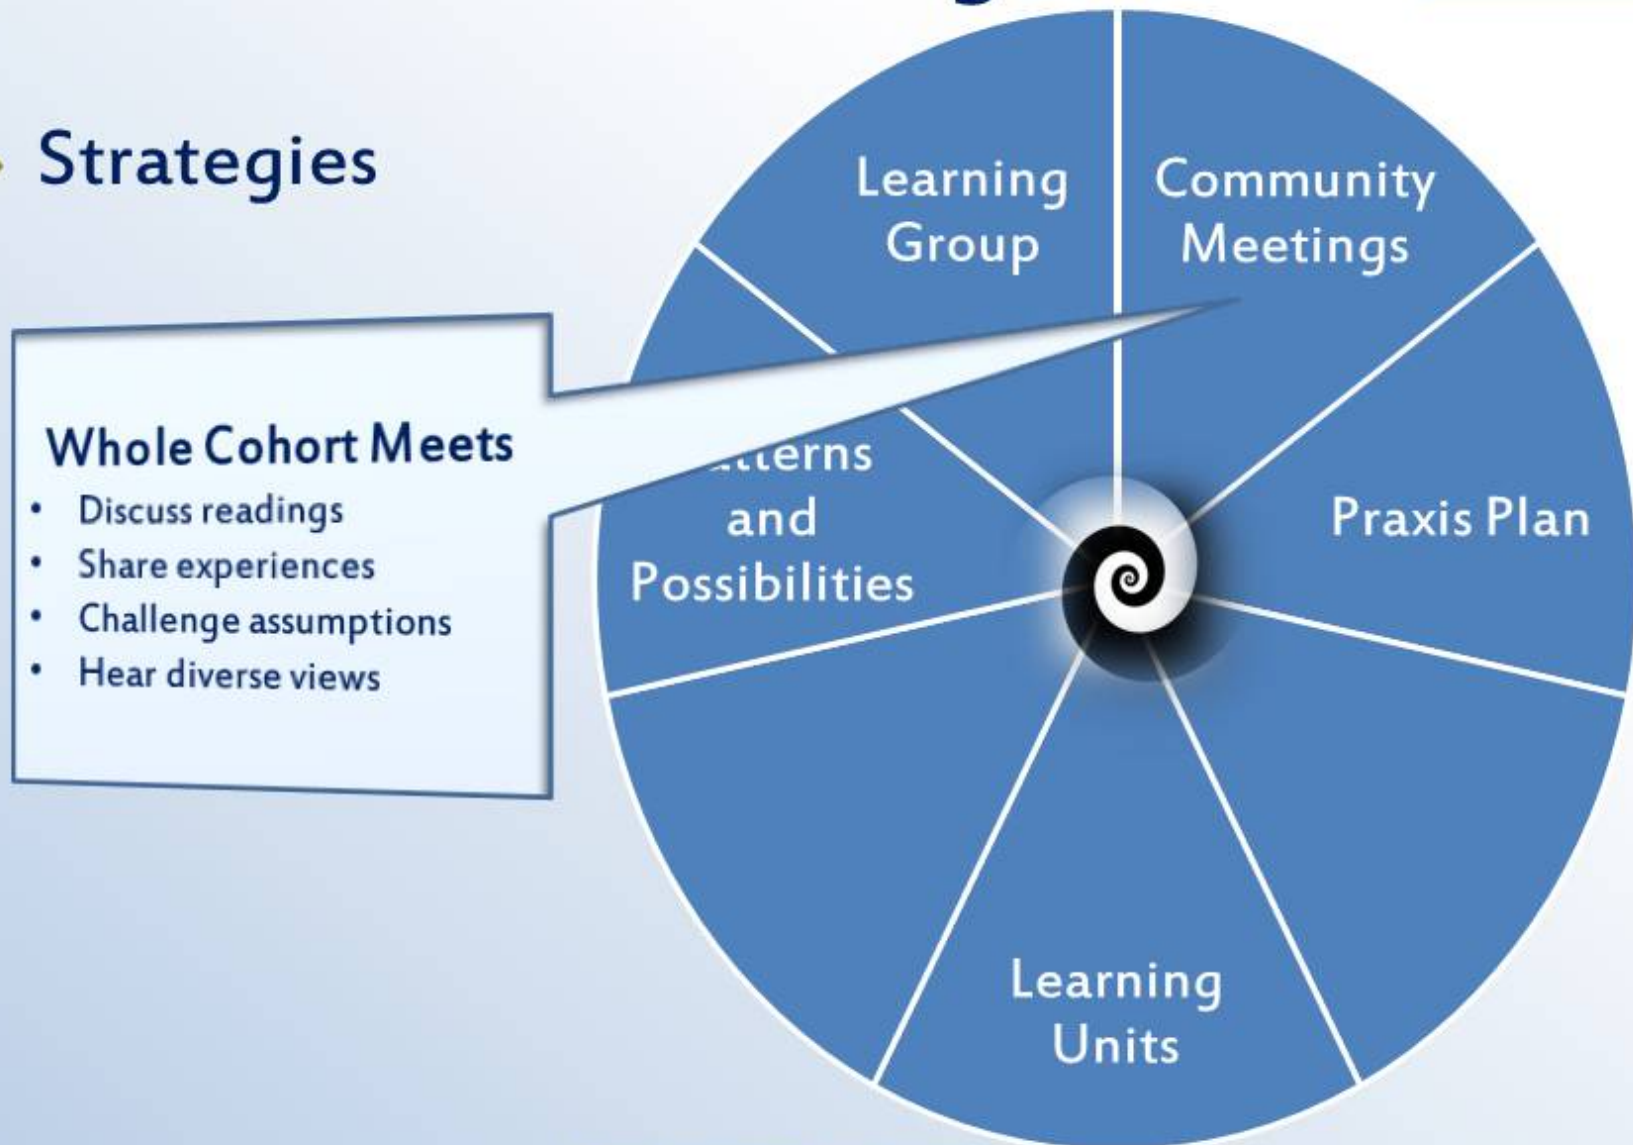 Strategies
Learning
Group
Community
Meetings
Whole Cohort Meets
• Discuss readings
• Share experiences
• Challenge assumptions
• Hear diverse views
and
Possibilities
Praxis Plan
Learning
Units